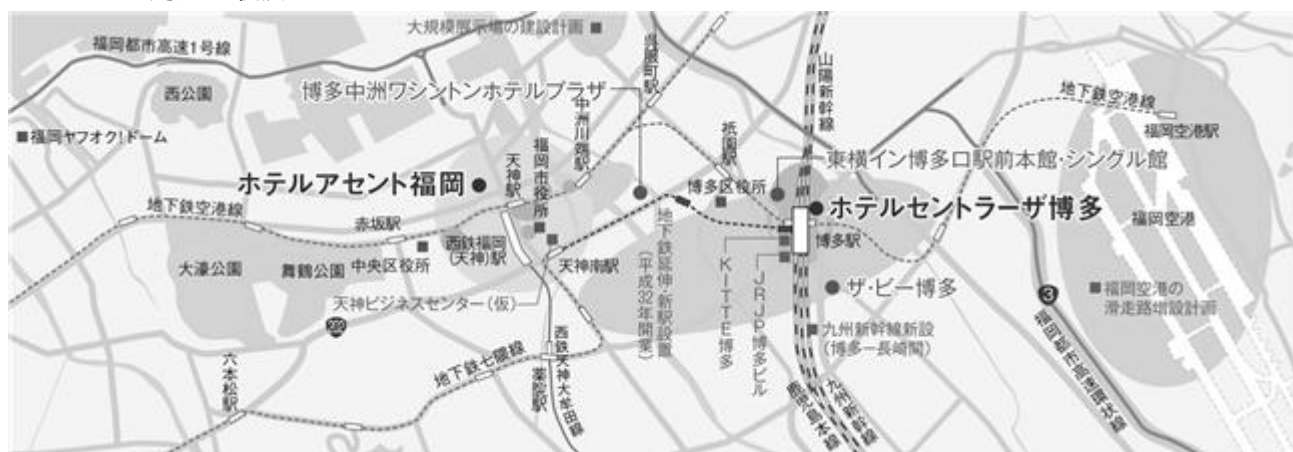 大規模展示場の建設計画
福岡都市高速1号線
呉服町駅
山陽新幹線
西公園
博多中洲ワシントンホテルプラザ
地下鉄空港線
福岡空港駅
福岡ヤフオク!ドーム
中洲川端駅
祇園駅
福岡市役所
天神駅
東横イン博多口駅前本館・シングル館
ホテルアセント福岡
博多区役所
ホテルセントラーザ博多
地下鉄空港線
赤坂駅
福岡空港
博多駅
西鉄福岡
(天神)駅
大濠公園
舞鶴公園
中央区役所
天神南駅
地下鉄延伸・新駅設置
(平成32年開業)
KITTE博多
JRJP博多ビル
ザ・ビー博多
天神ビジネスセンター(仮)
3
福岡空港の
滑走路増設計画
202
九州新幹線新設
(博多ー長崎間)
福岡都市高速環状線
六本松駅
地下鉄七隈線
薬院駅
西鉄天神大牟田線
鹿児島本線
九州新幹線